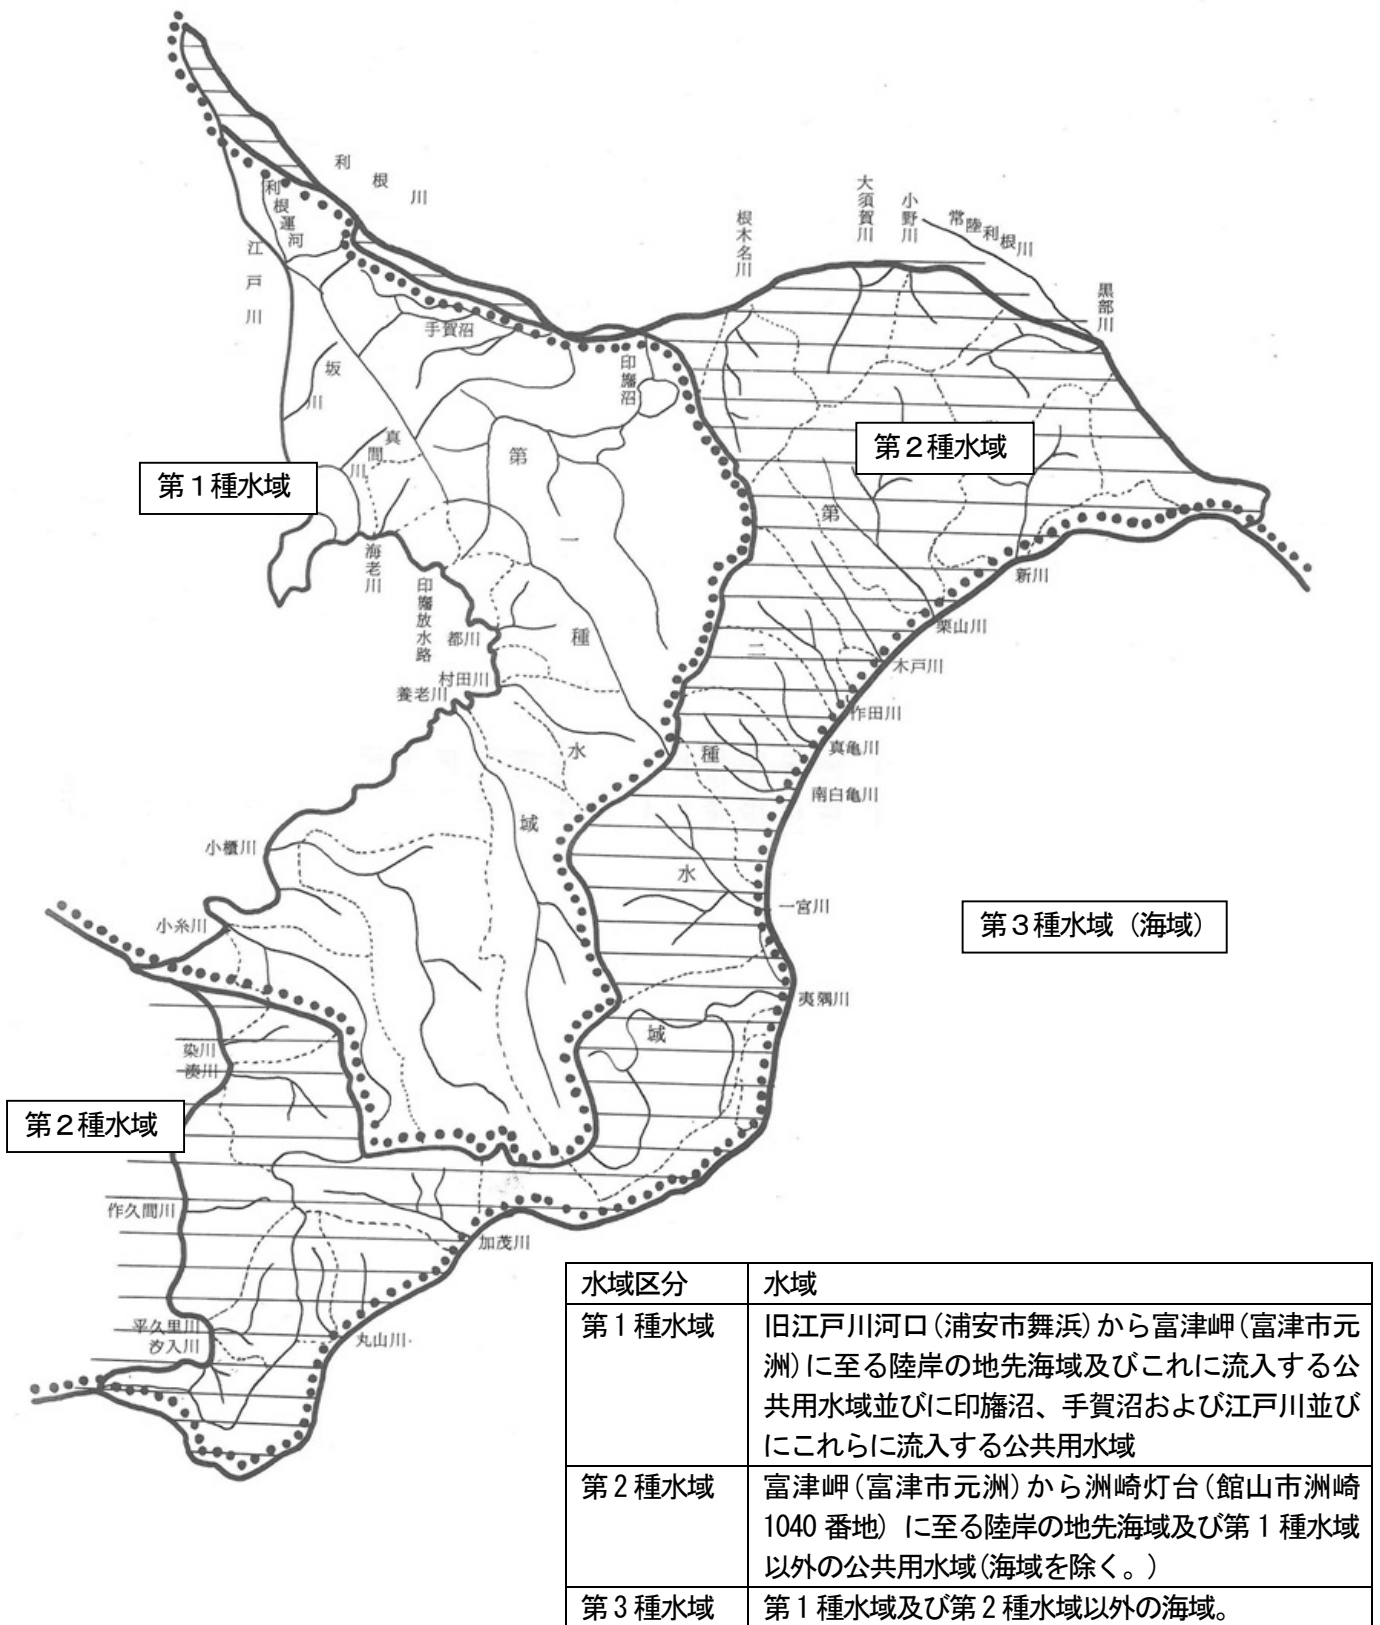 利根川
利根運河
江戸川
大須賀川
小野川
常陸利根川
根木名川
黒部川
手賀沼
印旛沼
坂川
真間川
第2種水域
第1種水域
第一種水域
第二種水域
海老川
印旛放水路
都川
村田川
養老川
新川
栗山川
木戸川
作田川
真亀川
南白亀川
小櫃川
一宮川
小糸川
第3種水域(海域)
夷隅川
染川
湊川
第2種水域
作久間川
加茂川
平久里川
汐入川
丸山川
水域区分 水域
第1種水域 旧江戸川河口(浦安市舞浜)から富津岬(富津市元
洲)に至る陸岸の地先海域及びこれに流入する公
共用水域並びに印旛沼、手賀沼および江戸川並び
にこれらに流入する公共用水域
第2種水域 富津岬(富津市元洲)から洲崎灯台(館山市洲崎
1040番地)に至る陸岸の地先海域及び第1種水域
以外の公共用水域(海域を除く。)
第3種水域 第1種水域及び第2種水域以外の海域。